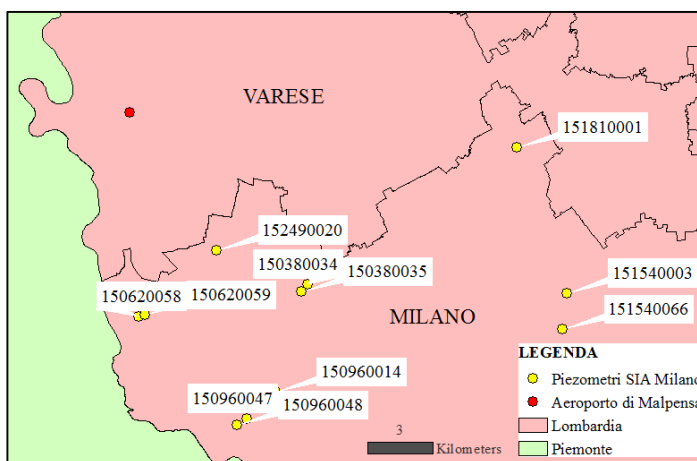 VARESE
151810001
152490020
150380034
150380035
150620058
150620059
151540003
MILANO
151540066
150960014
150960047
150960048
3
Kilometers
LEGENDA
Piezometri SIA Milano
Aeroporto di Malpensa
Lombardia
Piemonte